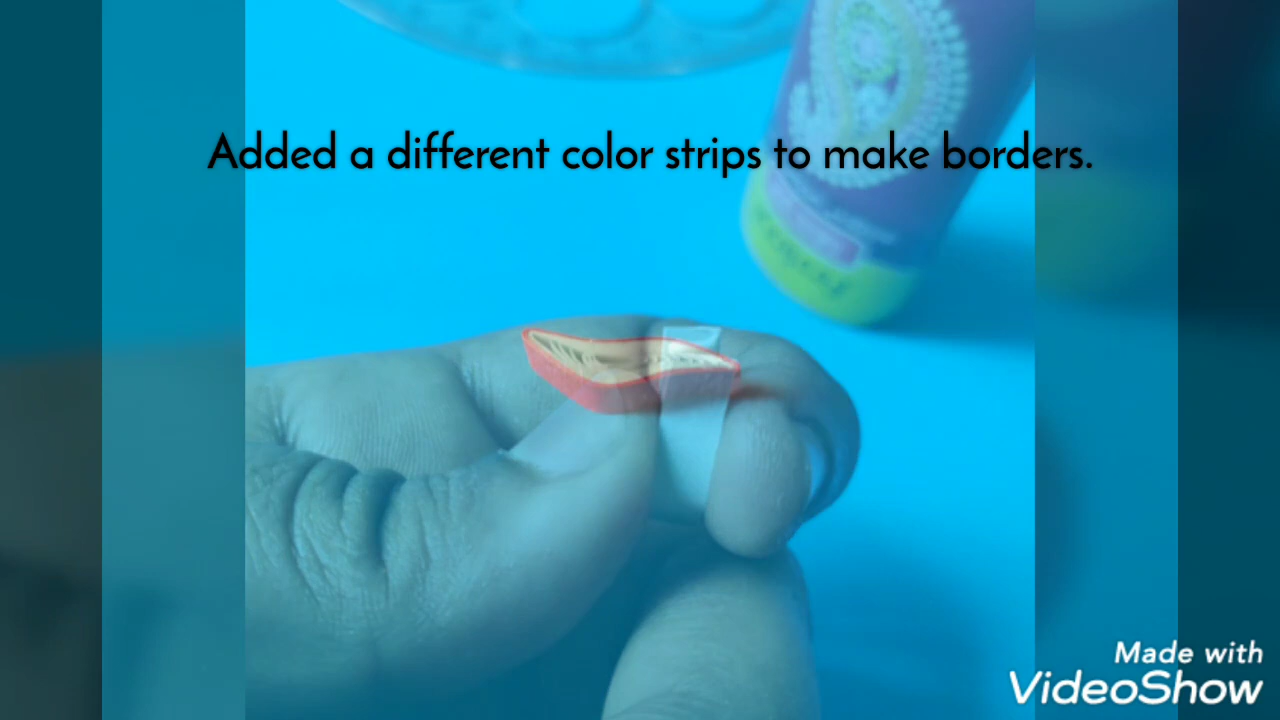 Added a different color strips to make borders.
Made with
VideoShow